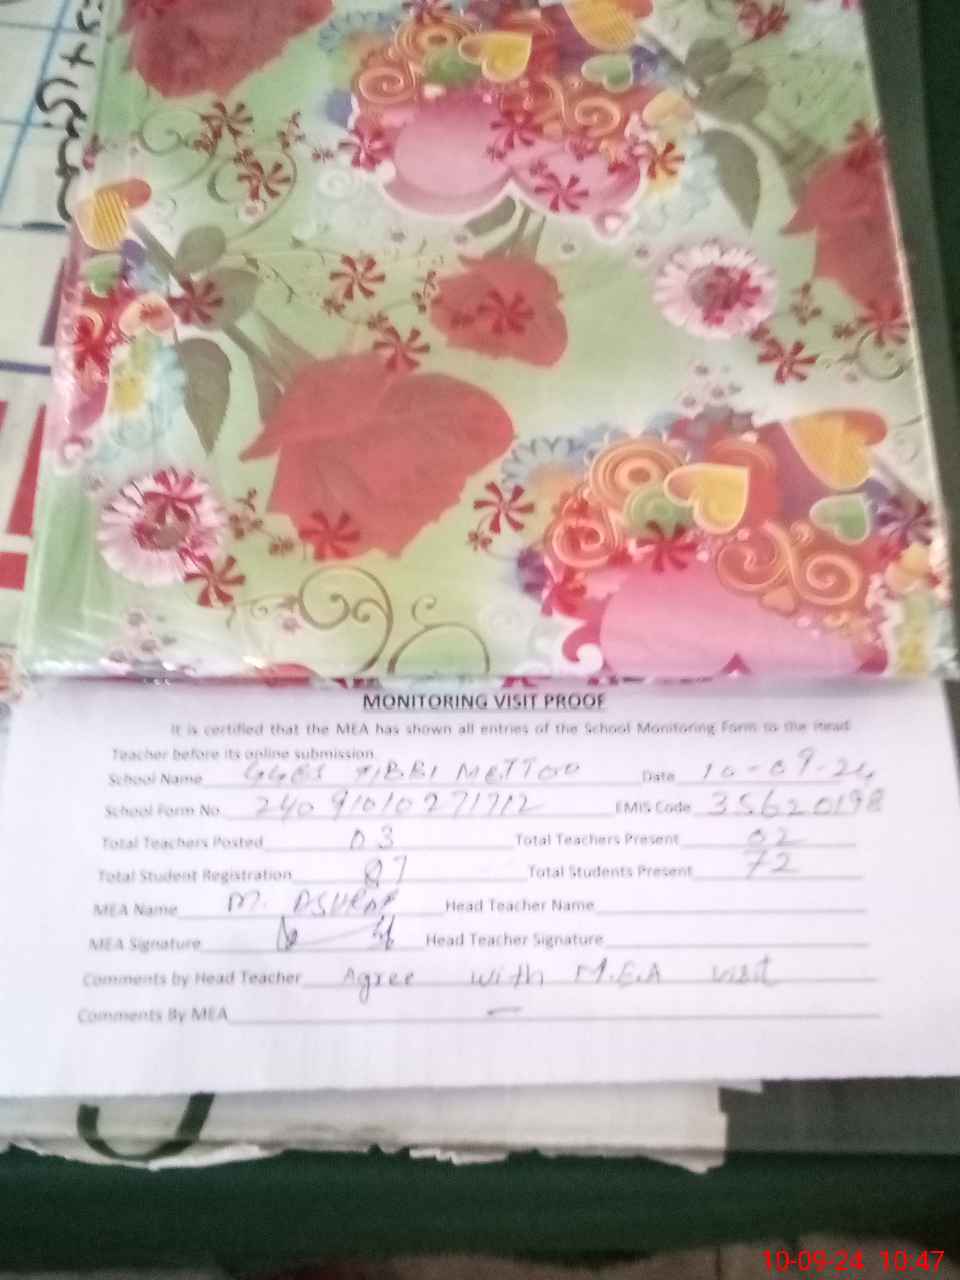 MONITORING VISIT PROOF
It is certified that the MEA has shown all entries of the School Monitoring Form to the Head
Teacher before its online submission
School Name GGES TIBBI METTOO Date 10-09-24
School Form No. 24091010271712 EMIS Code 35620198
Total Teachers Posted 03 Total Teachers Present 02
Total Student Registration 87 Total Students Present 72
MEA Name M. Head Teacher Name
MEA Signature Head Teacher Signature
Comments by Head Teacher Agree with M.E.A visit
Comments By MEA —
10-09-24 10:47